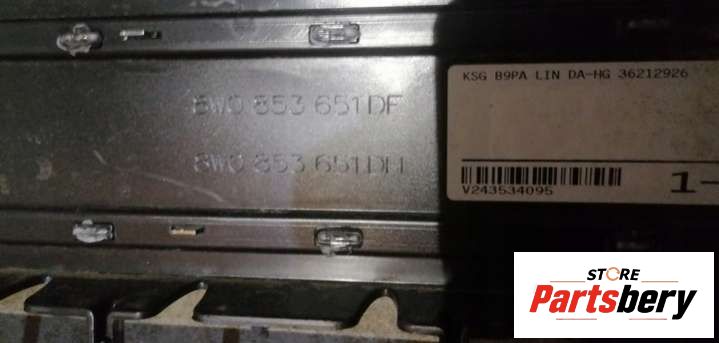 KSG B9PA LIN DA-HG 36212926
8W0 853 651DF
8W0 853 651DH
V243534095
1-
STORE
Partsbery